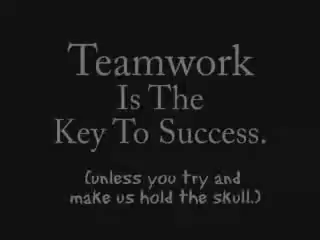 Teamwork
Is The
Key To Success.
(unless you try and
make us hold the skull.)